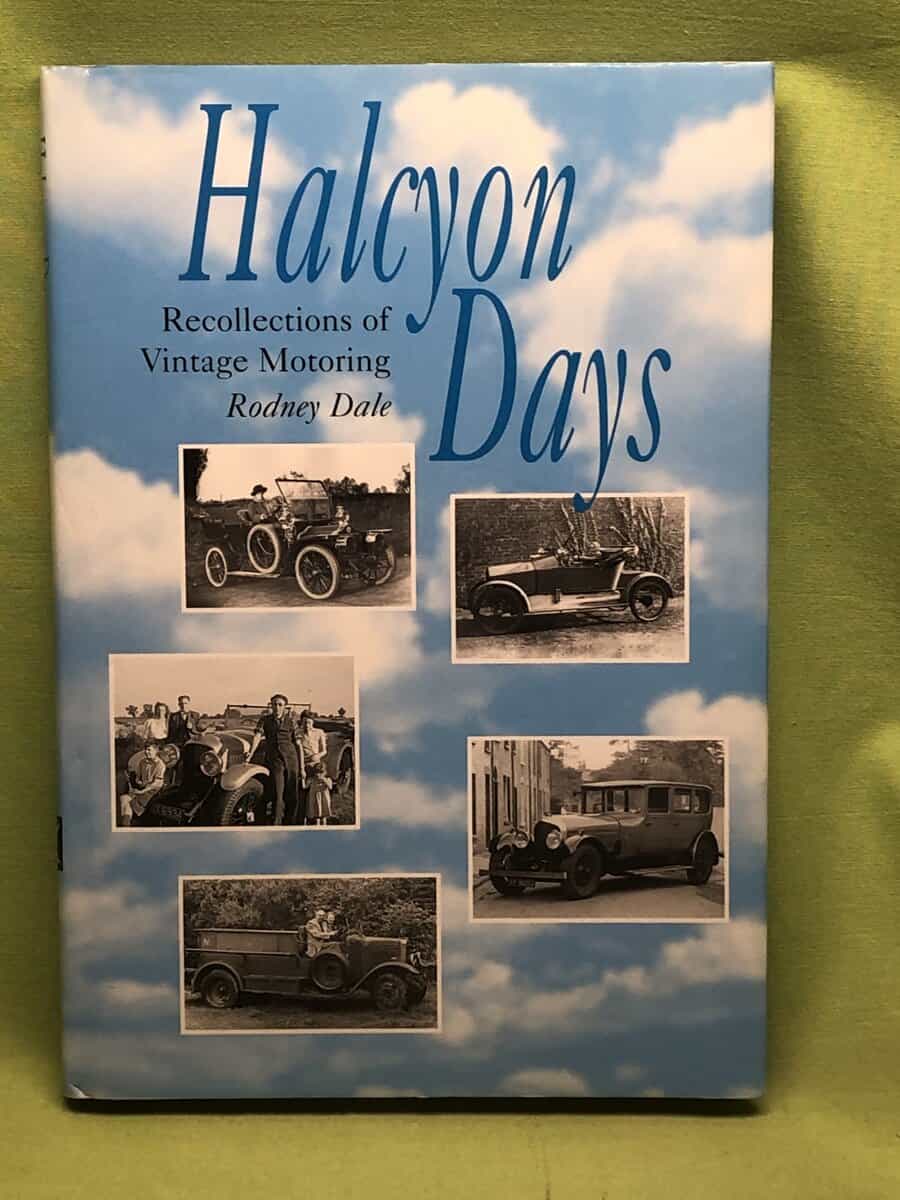 Halcyon
Days
Recollections of
Vintage Motoring
Rodney Dale